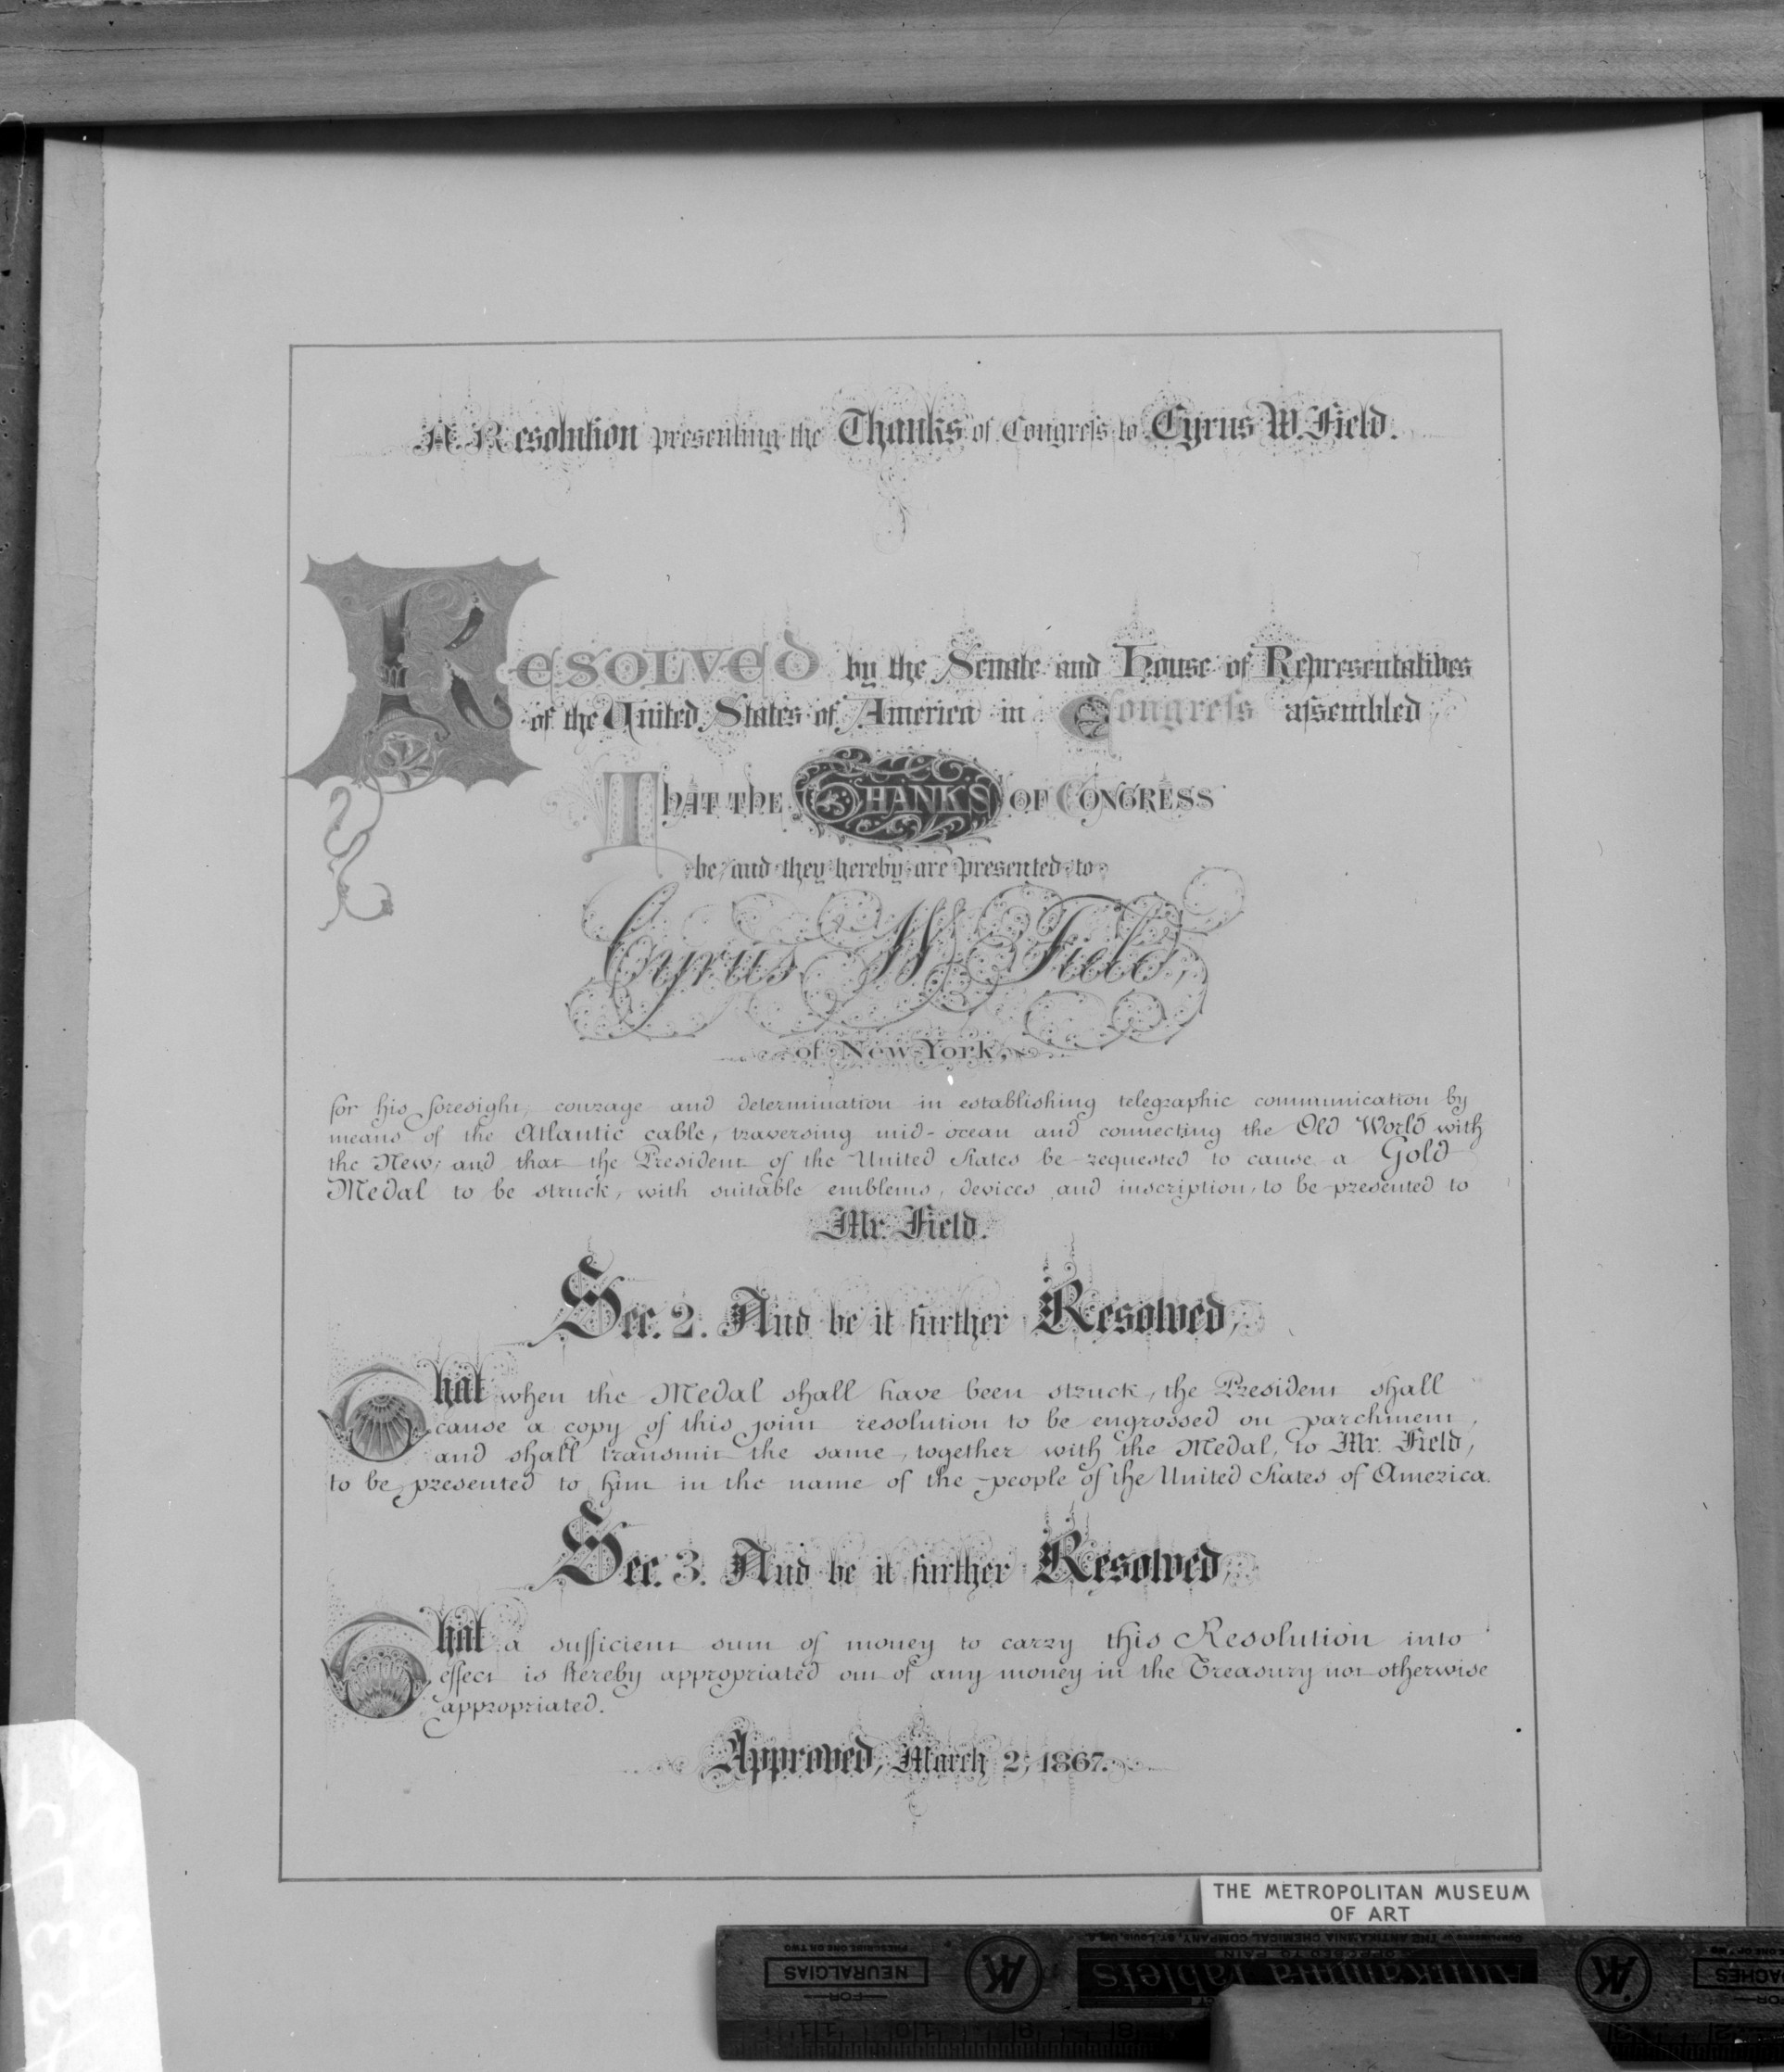 A Resolution presenting the Thanks of Congreſs to Cyrus W. Field.
Resolved by the Senate and House of Representatives
of the United States of America in Congreſs aſsembled
That the Thanks of Congress
be and they hereby are presented to
Cyrus W. Field,
of New York,
for his foresight, courage and determination in establishing telegraphic communication by
means of the Atlantic cable, traversing mid-ocean and connecting the Old World with
the New; and that the President of the United States be requested to cause a Gold
Medal to be struck, with suitable emblems, devices and inscription, to be presented to
Mr. Field.
Sec. 2. And be it further Resolved,
That when the Medal shall have been struck, the President shall
cause a copy of this joint resolution to be engrossed on parchment,
and shall transmit the same, together with the Medal, to Mr. Field,
to be presented to him in the name of the people of the United States of America.
Sec. 3. And be it further Resolved,
That a sufficient sum of money to carry this Resolution into
effect is hereby appropriated out of any money in the Treasury not otherwise
appropriated.
Approved, March 2, 1867.
THE METROPOLITAN MUSEUM
OF ART
THE ANTIKAMNIA CHEMICAL COMPANY, ST. LOUIS, U.S.A.
PRESCRIBE ONE OR TWO
NEURALGIAS
FOR
AK
Antikamnia Tablets
OPPOSED TO PAIN
AK